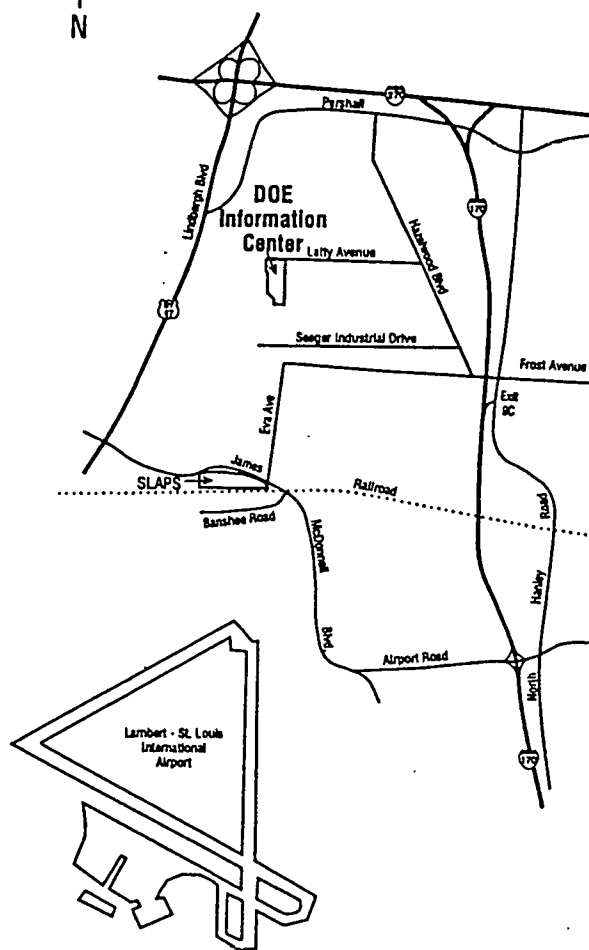 N
270
Pershall
Lindbergh Blvd
DOE
Information
Center
170
Hazelwood Blvd
Latty Avenue
67
Seeger Industrial Drive
Frost Avenue
Exit
9C
Eva Ave
James
SLAPS
Railroad
Banshee Road
McDonnell
Road
Hanley
Blvd.
Airport Road
North
Lambert - St. Louis
International
Airport
170